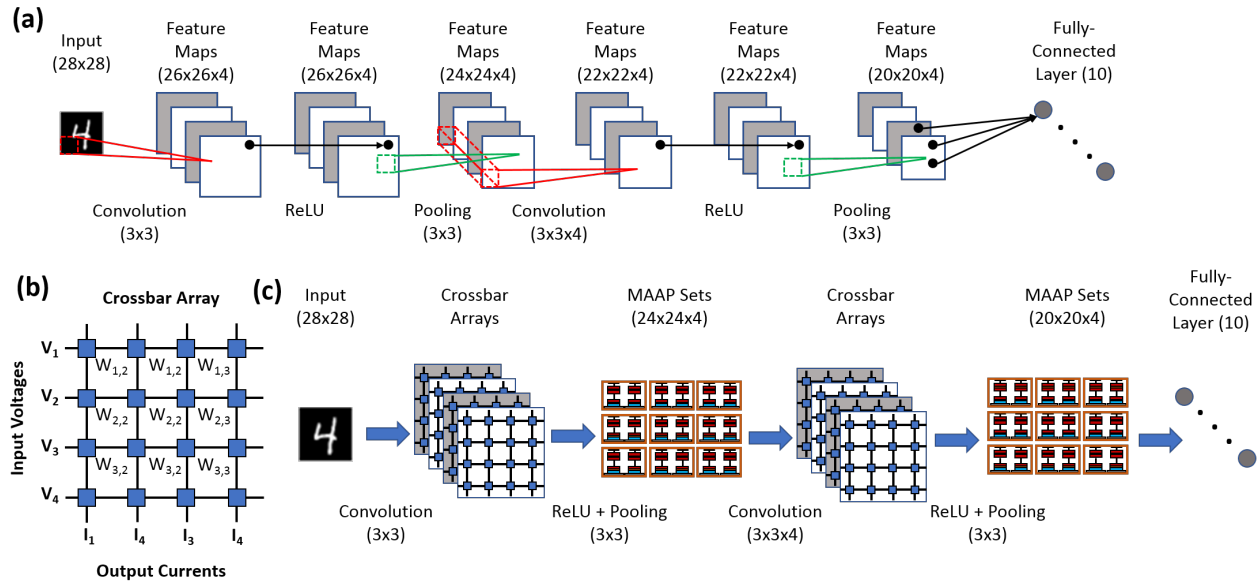 (a)
Input
(28x28)
Feature
Maps
(26x26x4)
Feature
Maps
(26x26x4)
Feature
Maps
(24x24x4)
Feature
Maps
(22x22x4)
Feature
Maps
(22x22x4)
Feature
Maps
(20x20x4)
Fully-
Connected
Layer (10)
4
Convolution
(3x3)
ReLU
Pooling
(3x3)
Convolution
(3x3x4)
ReLU
Pooling
(3x3)
(b)
Crossbar Array
Input Voltages
V1
W1,2 W1,2 W1,3
V2
W2,2 W2,2 W2,3
V3
W3,2 W3,2 W3,3
V4
I1 I4 I3 I4
Output Currents
(c)
Input
(28x28)
Crossbar
Arrays
MAAP Sets
(24x24x4)
Crossbar
Arrays
MAAP Sets
(20x20x4)
Fully-
Connected
Layer (10)
4
Convolution
(3x3)
ReLU + Pooling
(3x3)
Convolution
(3x3x4)
ReLU + Pooling
(3x3)